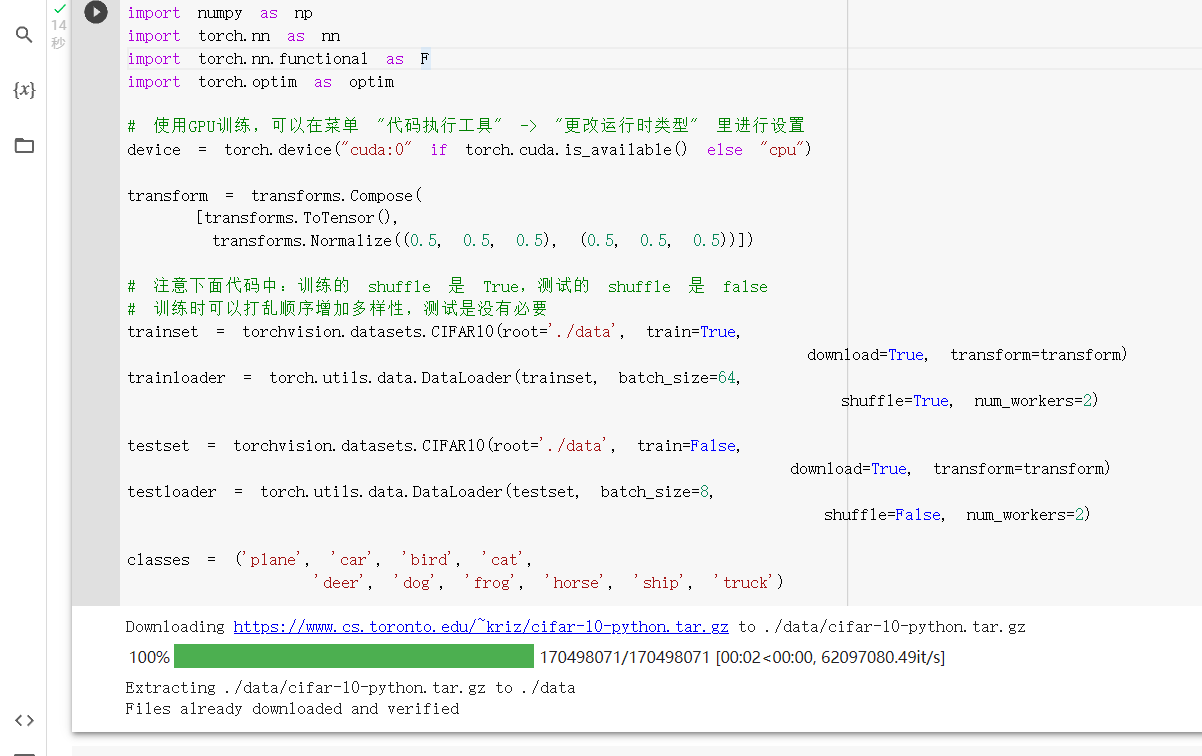 14
秒
{x}
import numpy as np
import torch.nn as nn
import torch.nn.functional as F
import torch.optim as optim
# 使用GPU训练，可以在菜单 "代码执行工具" -> "更改运行时类型" 里进行设置
device = torch.device("cuda:0" if torch.cuda.is_available() else "cpu")
transform = transforms.Compose(
[transforms.ToTensor(),
transforms.Normalize((0.5, 0.5, 0.5), (0.5, 0.5, 0.5))])
# 注意下面代码中：训练的 shuffle 是 True，测试的 shuffle 是 false
# 训练时可以打乱顺序增加多样性，测试是没有必要
trainset = torchvision.datasets.CIFAR10(root='./data', train=True,
download=True, transform=transform)
trainloader = torch.utils.data.DataLoader(trainset, batch_size=64,
shuffle=True, num_workers=2)
testset = torchvision.datasets.CIFAR10(root='./data', train=False,
download=True, transform=transform)
testloader = torch.utils.data.DataLoader(testset, batch_size=8,
shuffle=False, num_workers=2)
classes = ('plane', 'car', 'bird', 'cat',
'deer', 'dog', 'frog', 'horse', 'ship', 'truck')
Downloading https://www.cs.toronto.edu/~kriz/cifar-10-python.tar.gz to ./data/cifar-10-python.tar.gz
100% 170498071/170498071 [00:02<00:00, 62097080.49it/s]
Extracting ./data/cifar-10-python.tar.gz to ./data
Files already downloaded and verified